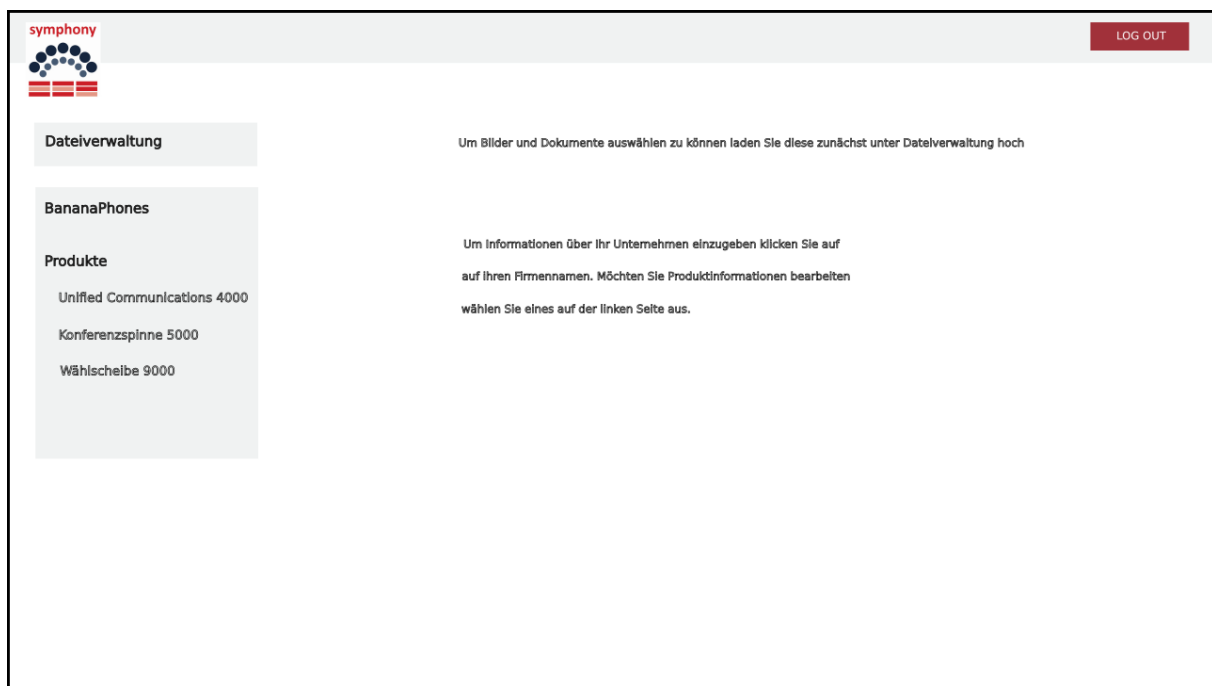 symphony
LOG OUT
Dateiverwaltung
Um Bilder und Dokumente auswählen zu können laden Sie diese zunächst unter Dateiverwaltung hoch
BananaPhones
Um Informationen über Ihr Unternehmen einzugeben klicken Sie auf
Produkte
auf Ihren Firmennamen. Möchten Sie Produktinformationen bearbeiten
Unified Communications 4000
wählen Sie eines auf der linken Seite aus.
Konferenzspinne 5000
Wählscheibe 9000